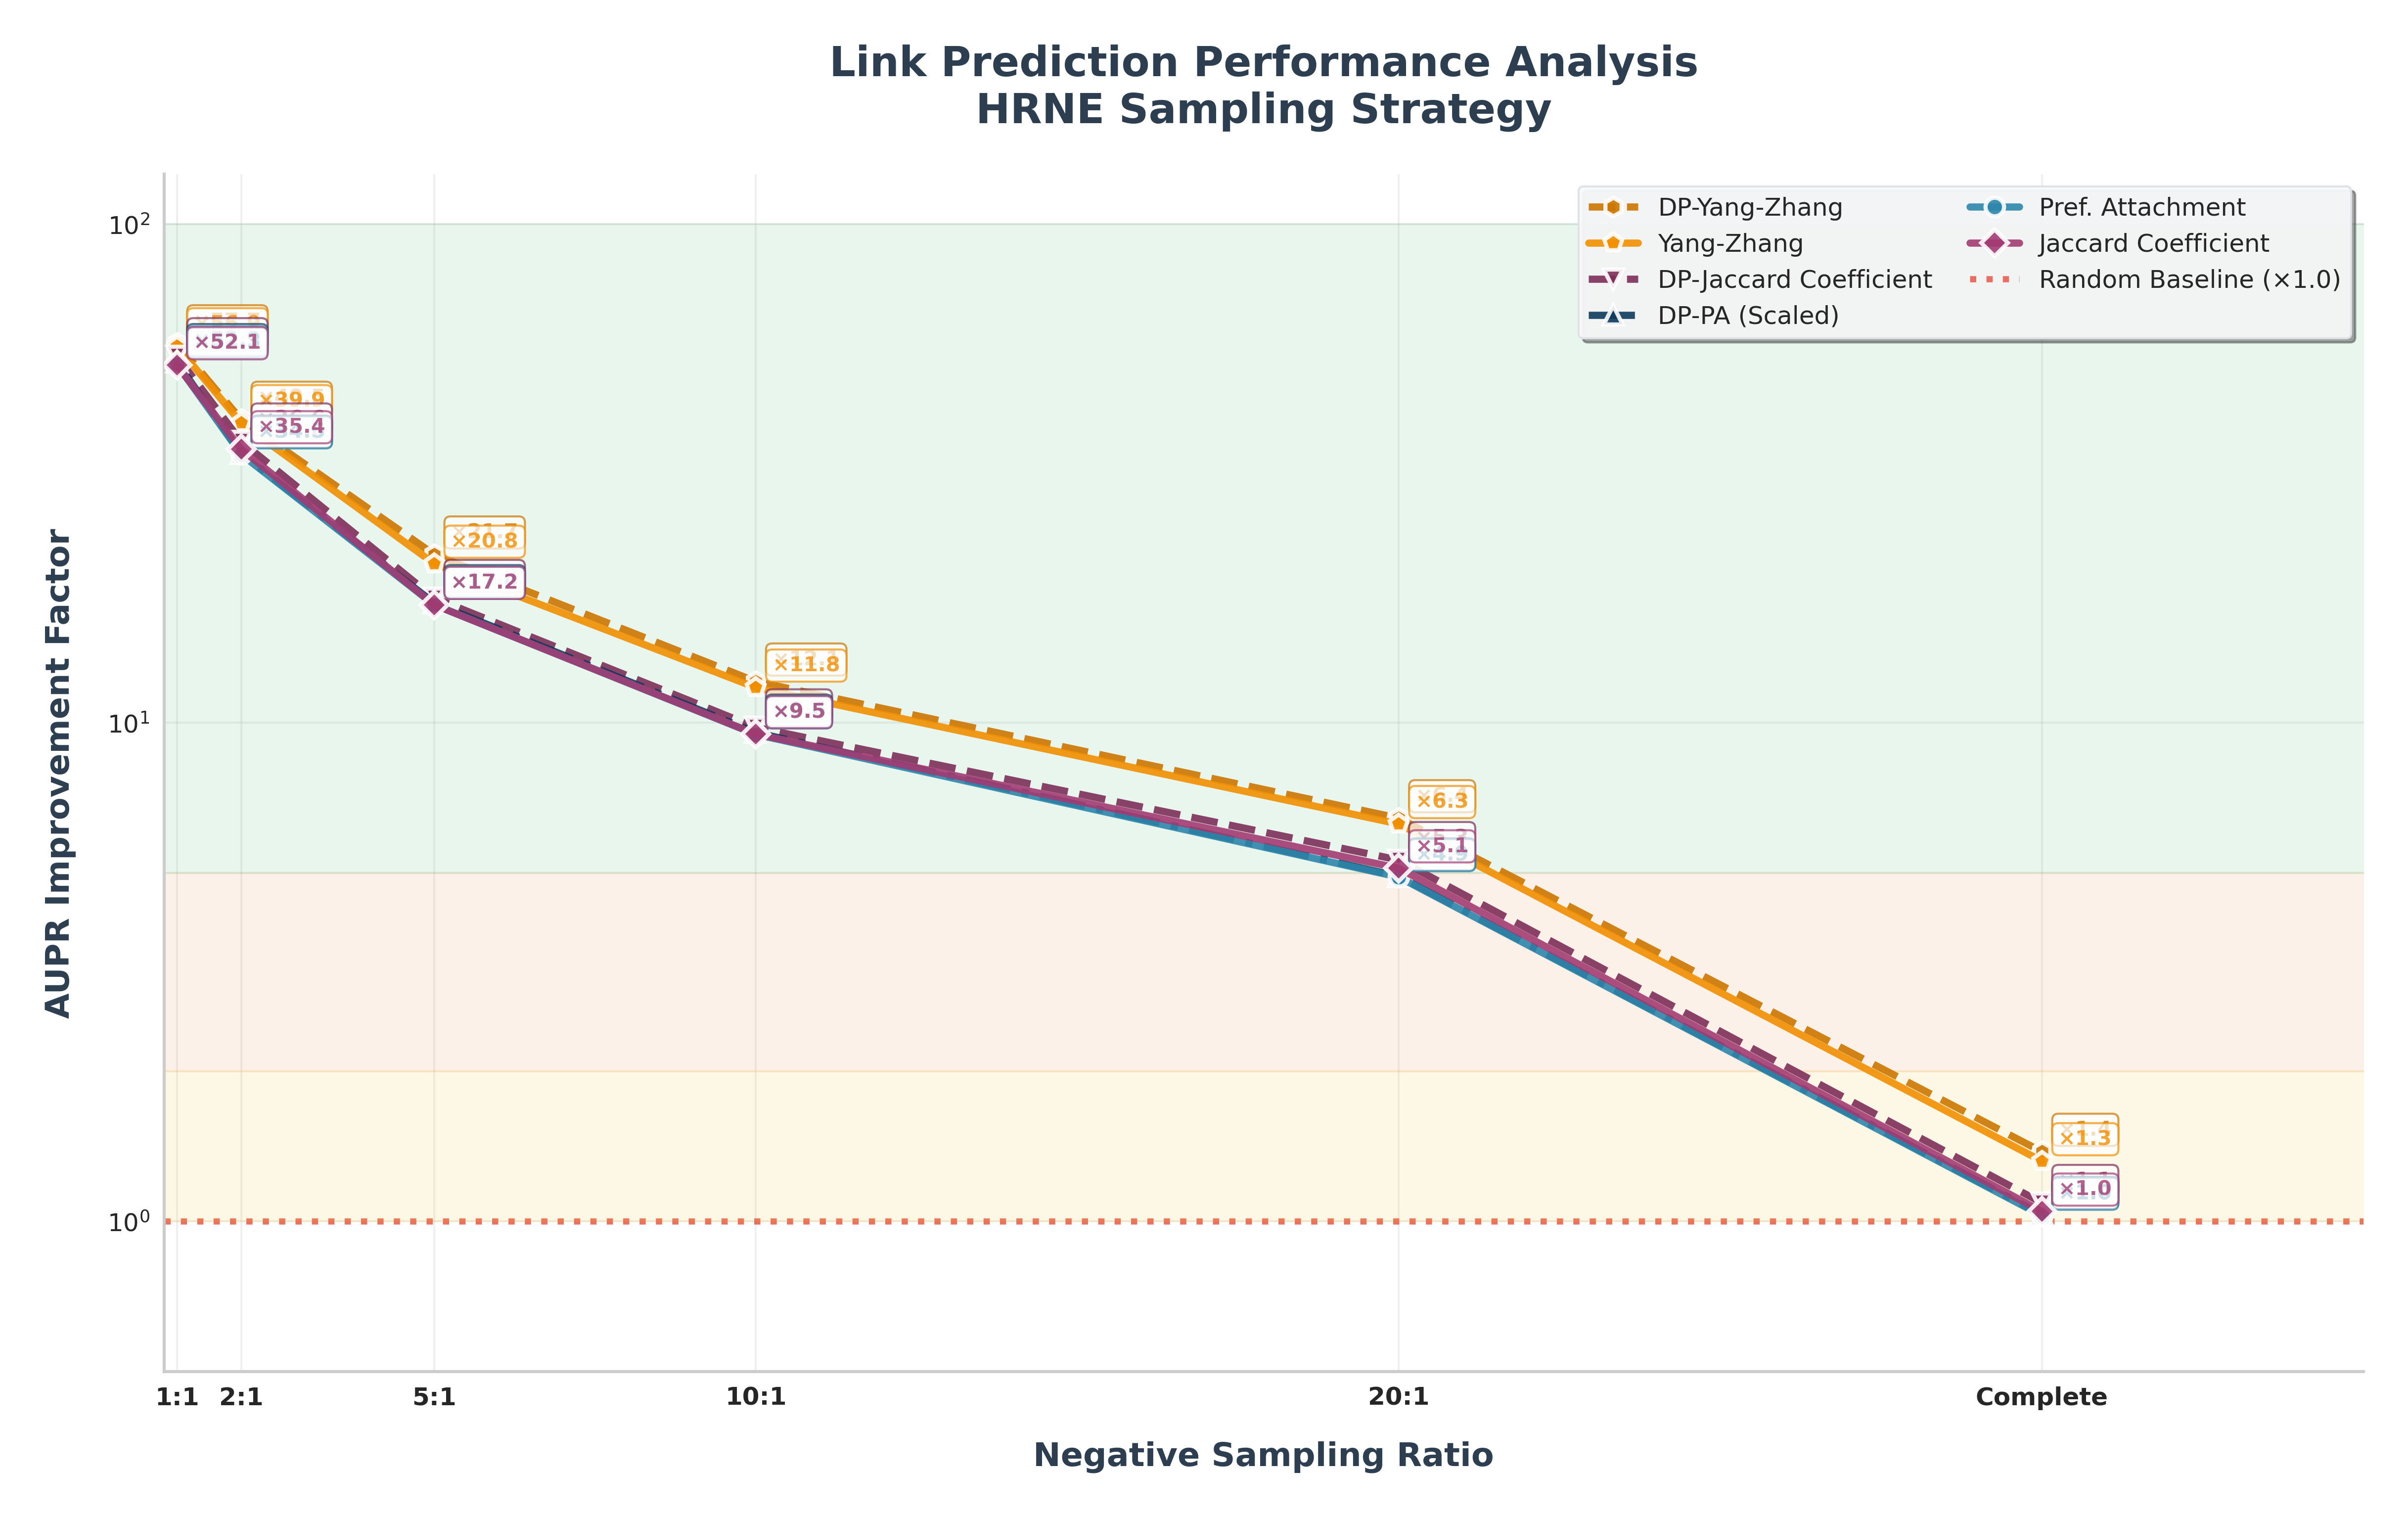 Link Prediction Performance Analysis
HRNE Sampling Strategy
AUPR Improvement Factor
10²
10¹
10⁰
DP-Yang-Zhang
Yang-Zhang
DP-Jaccard Coefficient
DP-PA (Scaled)
Pref. Attachment
Jaccard Coefficient
Random Baseline (×1.0)
×52.1
×39.9
×35.4
×20.8
×17.2
×11.8
×9.5
×6.3
×5.1
×1.3
×1.0
1:1 2:1 5:1 10:1 20:1 Complete
Negative Sampling Ratio